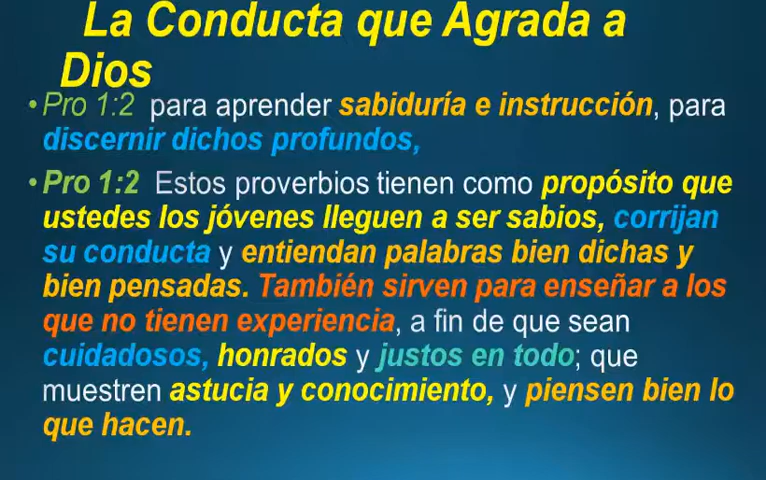 La Conducta que Agrada a
Dios
•Pro 1:2 para aprender sabiduría e instrucción, para
discernir dichos profundos,
•Pro 1:2 Estos proverbios tienen como propósito que
ustedes los jóvenes lleguen a ser sabios, corrijan
su conducta y entiendan palabras bien dichas y
bien pensadas. También sirven para enseñar a los
que no tienen experiencia, a fin de que sean
cuidadosos, honrados y justos en todo; que
muestren astucia y conocimiento, y piensen bien lo
que hacen.